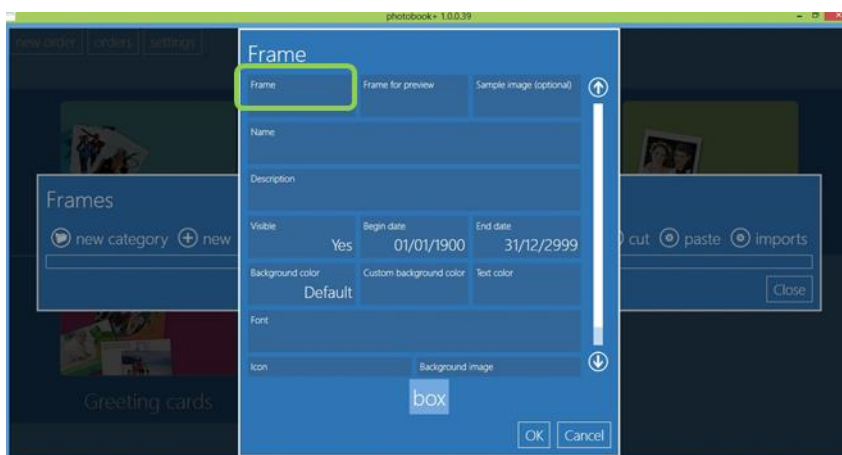 photobook+ 1.0.0.39
new order orders settings
Frame
Frame Frame for preview Sample image (optional)
Name
Description
Frames
Visible Begin date End date
Yes 01/01/1900 31/12/2999
new category new cut paste imports
Background color Custom background color Text color
Default
Close
Font
Icon Background image
Greeting cards
box
OK Cancel